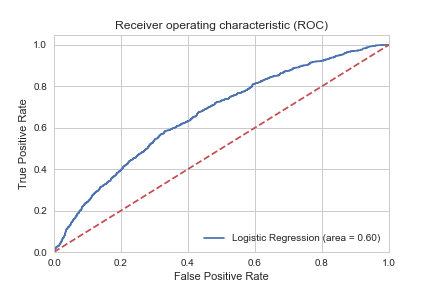 Receiver operating characteristic (ROC)
1.0
0.8
0.6
0.4
0.2
0.0
True Positive Rate
Logistic Regression (area = 0.60)
0.0 0.2 0.4 0.6 0.8 1.0
False Positive Rate